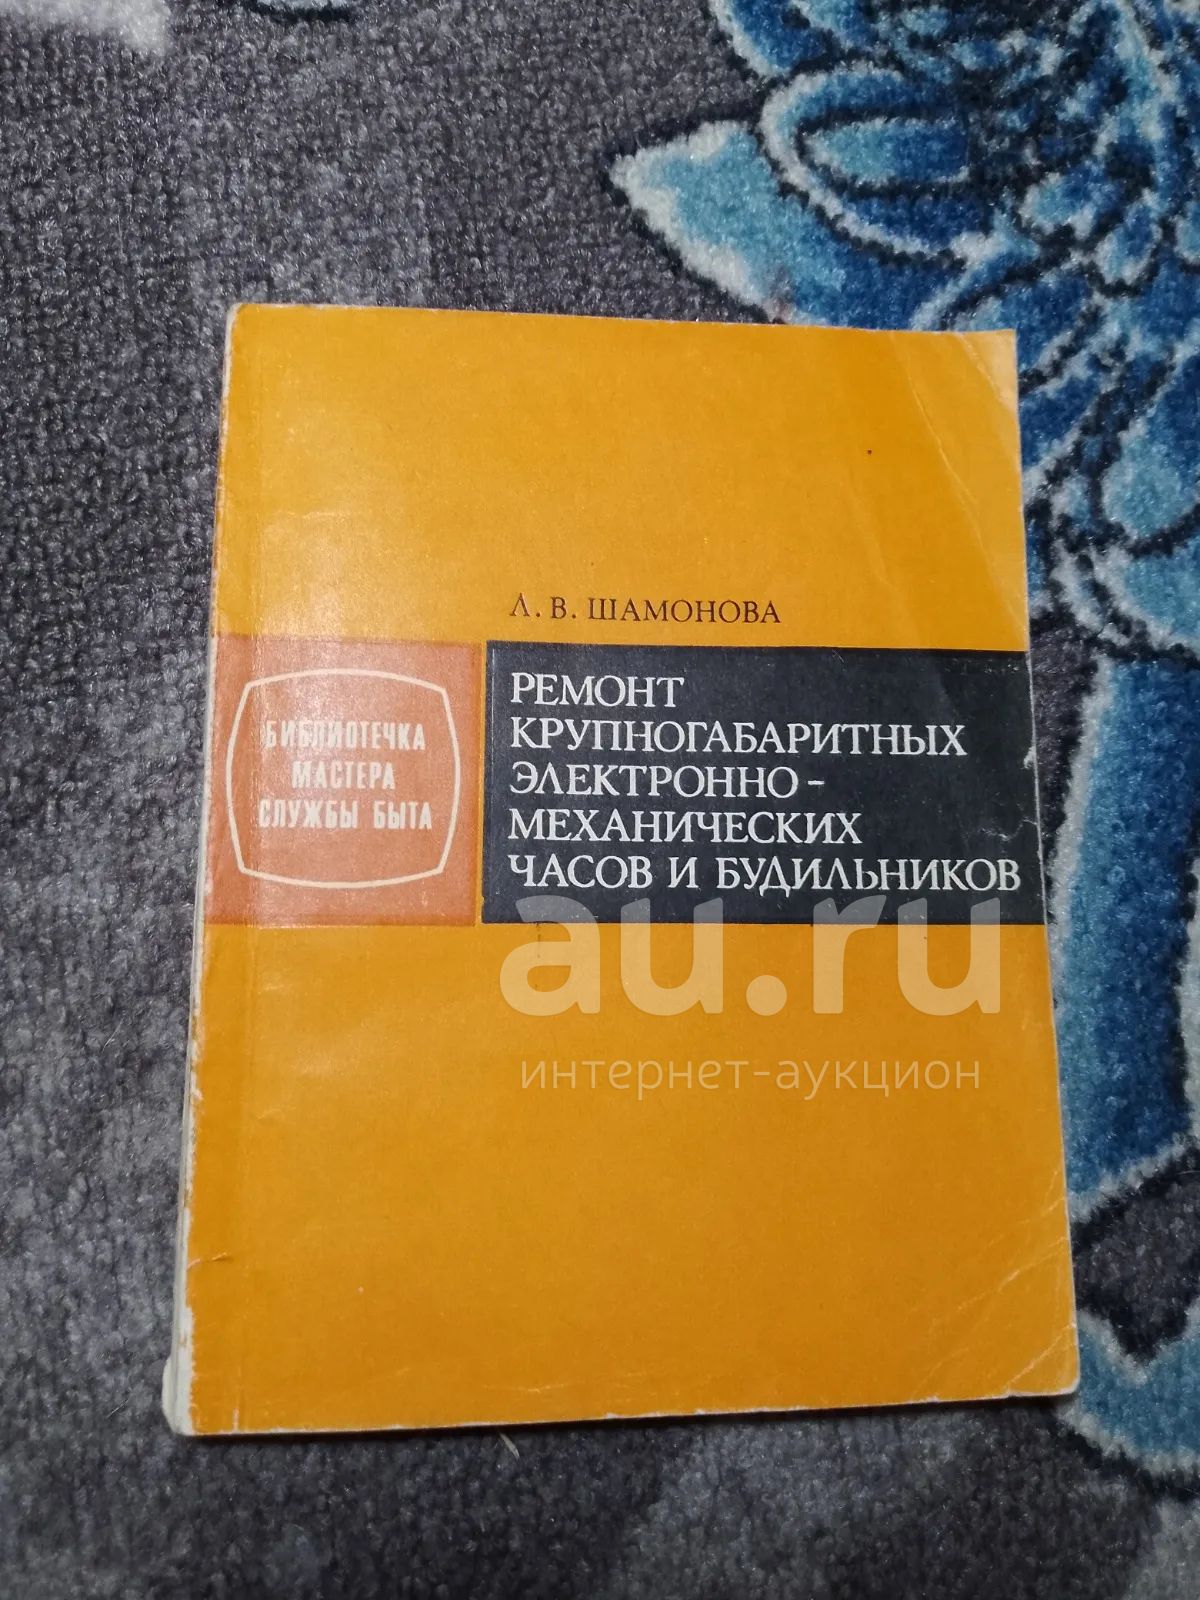 Л. В. ШАМОНОВА
БИБЛИОТЕЧКА
МАСТЕРА
СЛУЖБЫ БЫТА
РЕМОНТ
КРУПНОГАБАРИТНЫХ
ЭЛЕКТРОННО-
МЕХАНИЧЕСКИХ
ЧАСОВ И БУДИЛЬНИКОВ
au.ru
интернет-аукцион